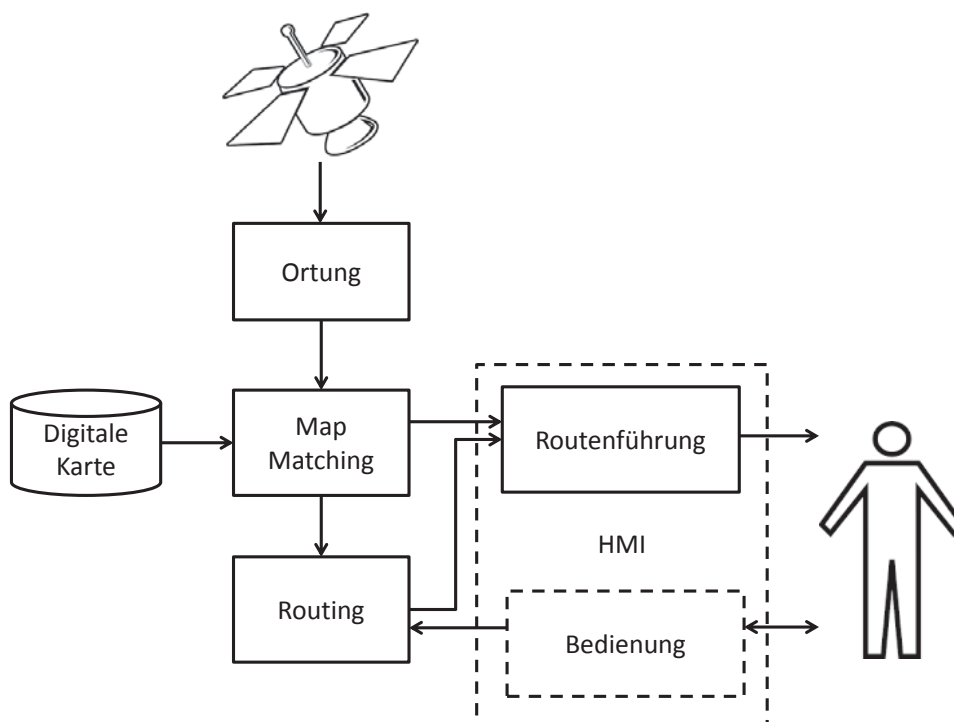 Ortung
Digitale
Karte
Map
Matching
Routenführung
HMI
Routing
Bedienung